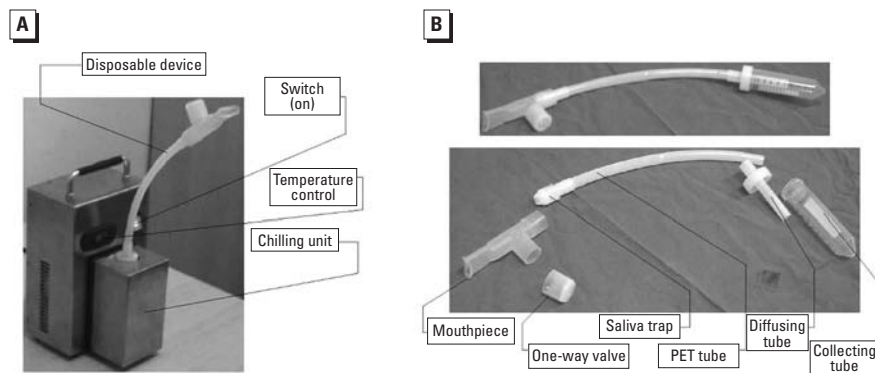 A
Disposable device
Switch
(on)
Temperature
control
Chilling unit
B
Mouthpiece
One-way valve
Saliva trap
PET tube
Diffusing
tube
Collecting
tube